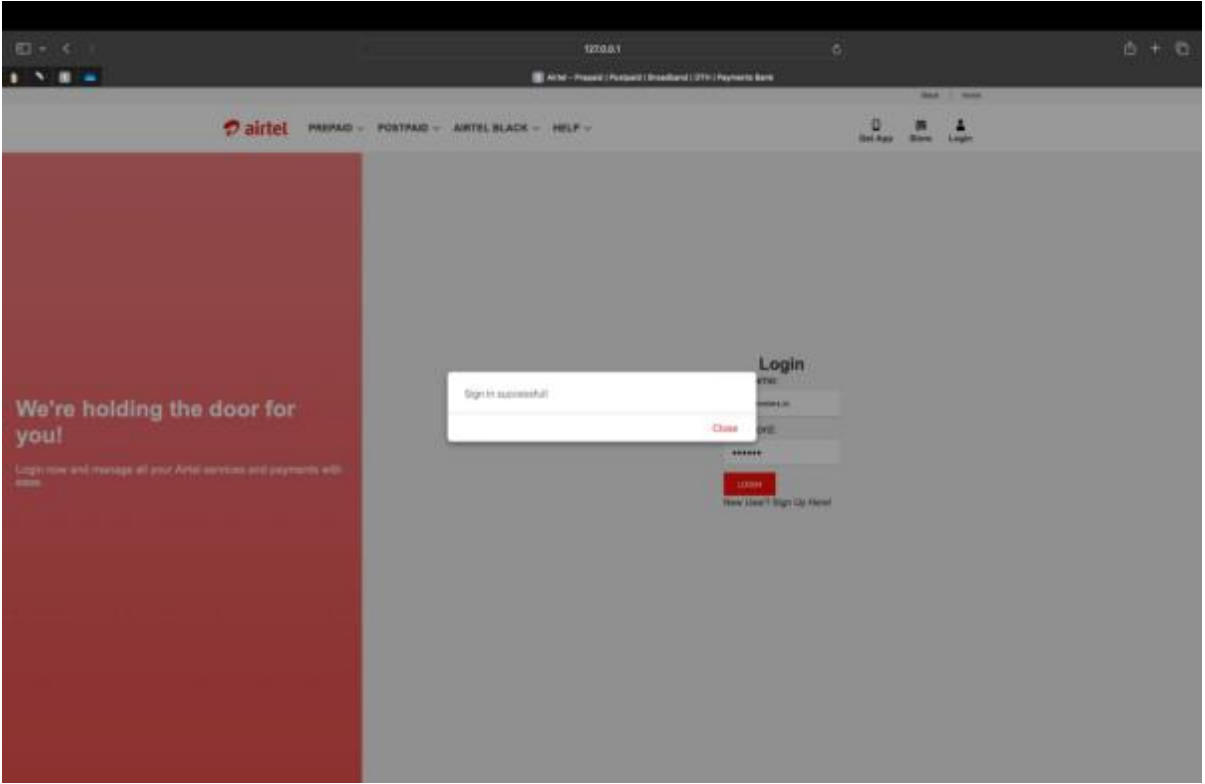 127.0.0.1
Airtel - Prepaid | Postpaid | Broadband | DTH | Payments Bank
airtel
PREPAID
POSTPAID
AIRTEL BLACK
HELP
Get App
Store
Login
Login
We're holding the door for
you!
Login now and manage all your Airtel services and payments with
ease.
Sign In successful!
Close
LOGIN
New User? Sign Up Here!